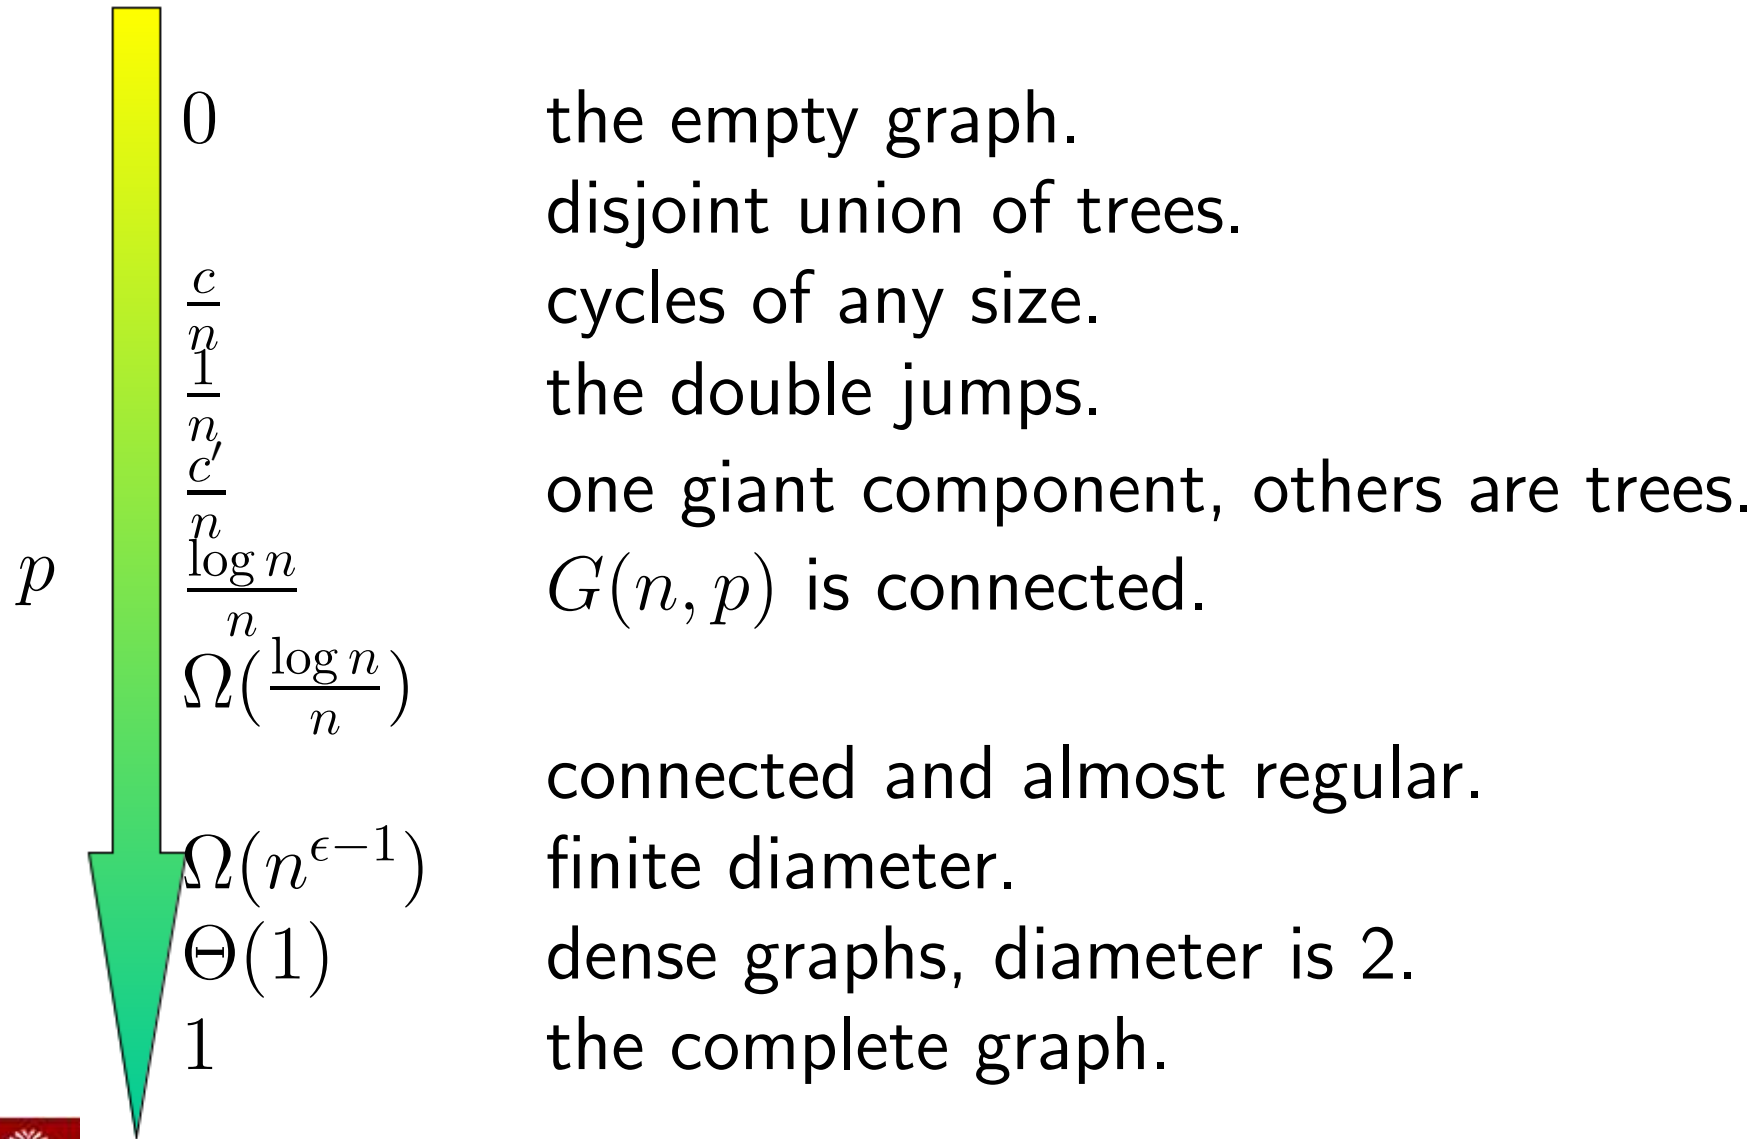 0 the empty graph.
disjoint union of trees.
c/n cycles of any size.
1/n the double jumps.
c′/n one giant component, others are trees.
p log n/n G(n, p) is connected.
Ω(log n/n)
connected and almost regular.
Ω(n^{ϵ−1}) finite diameter.
Θ(1) dense graphs, diameter is 2.
1 the complete graph.